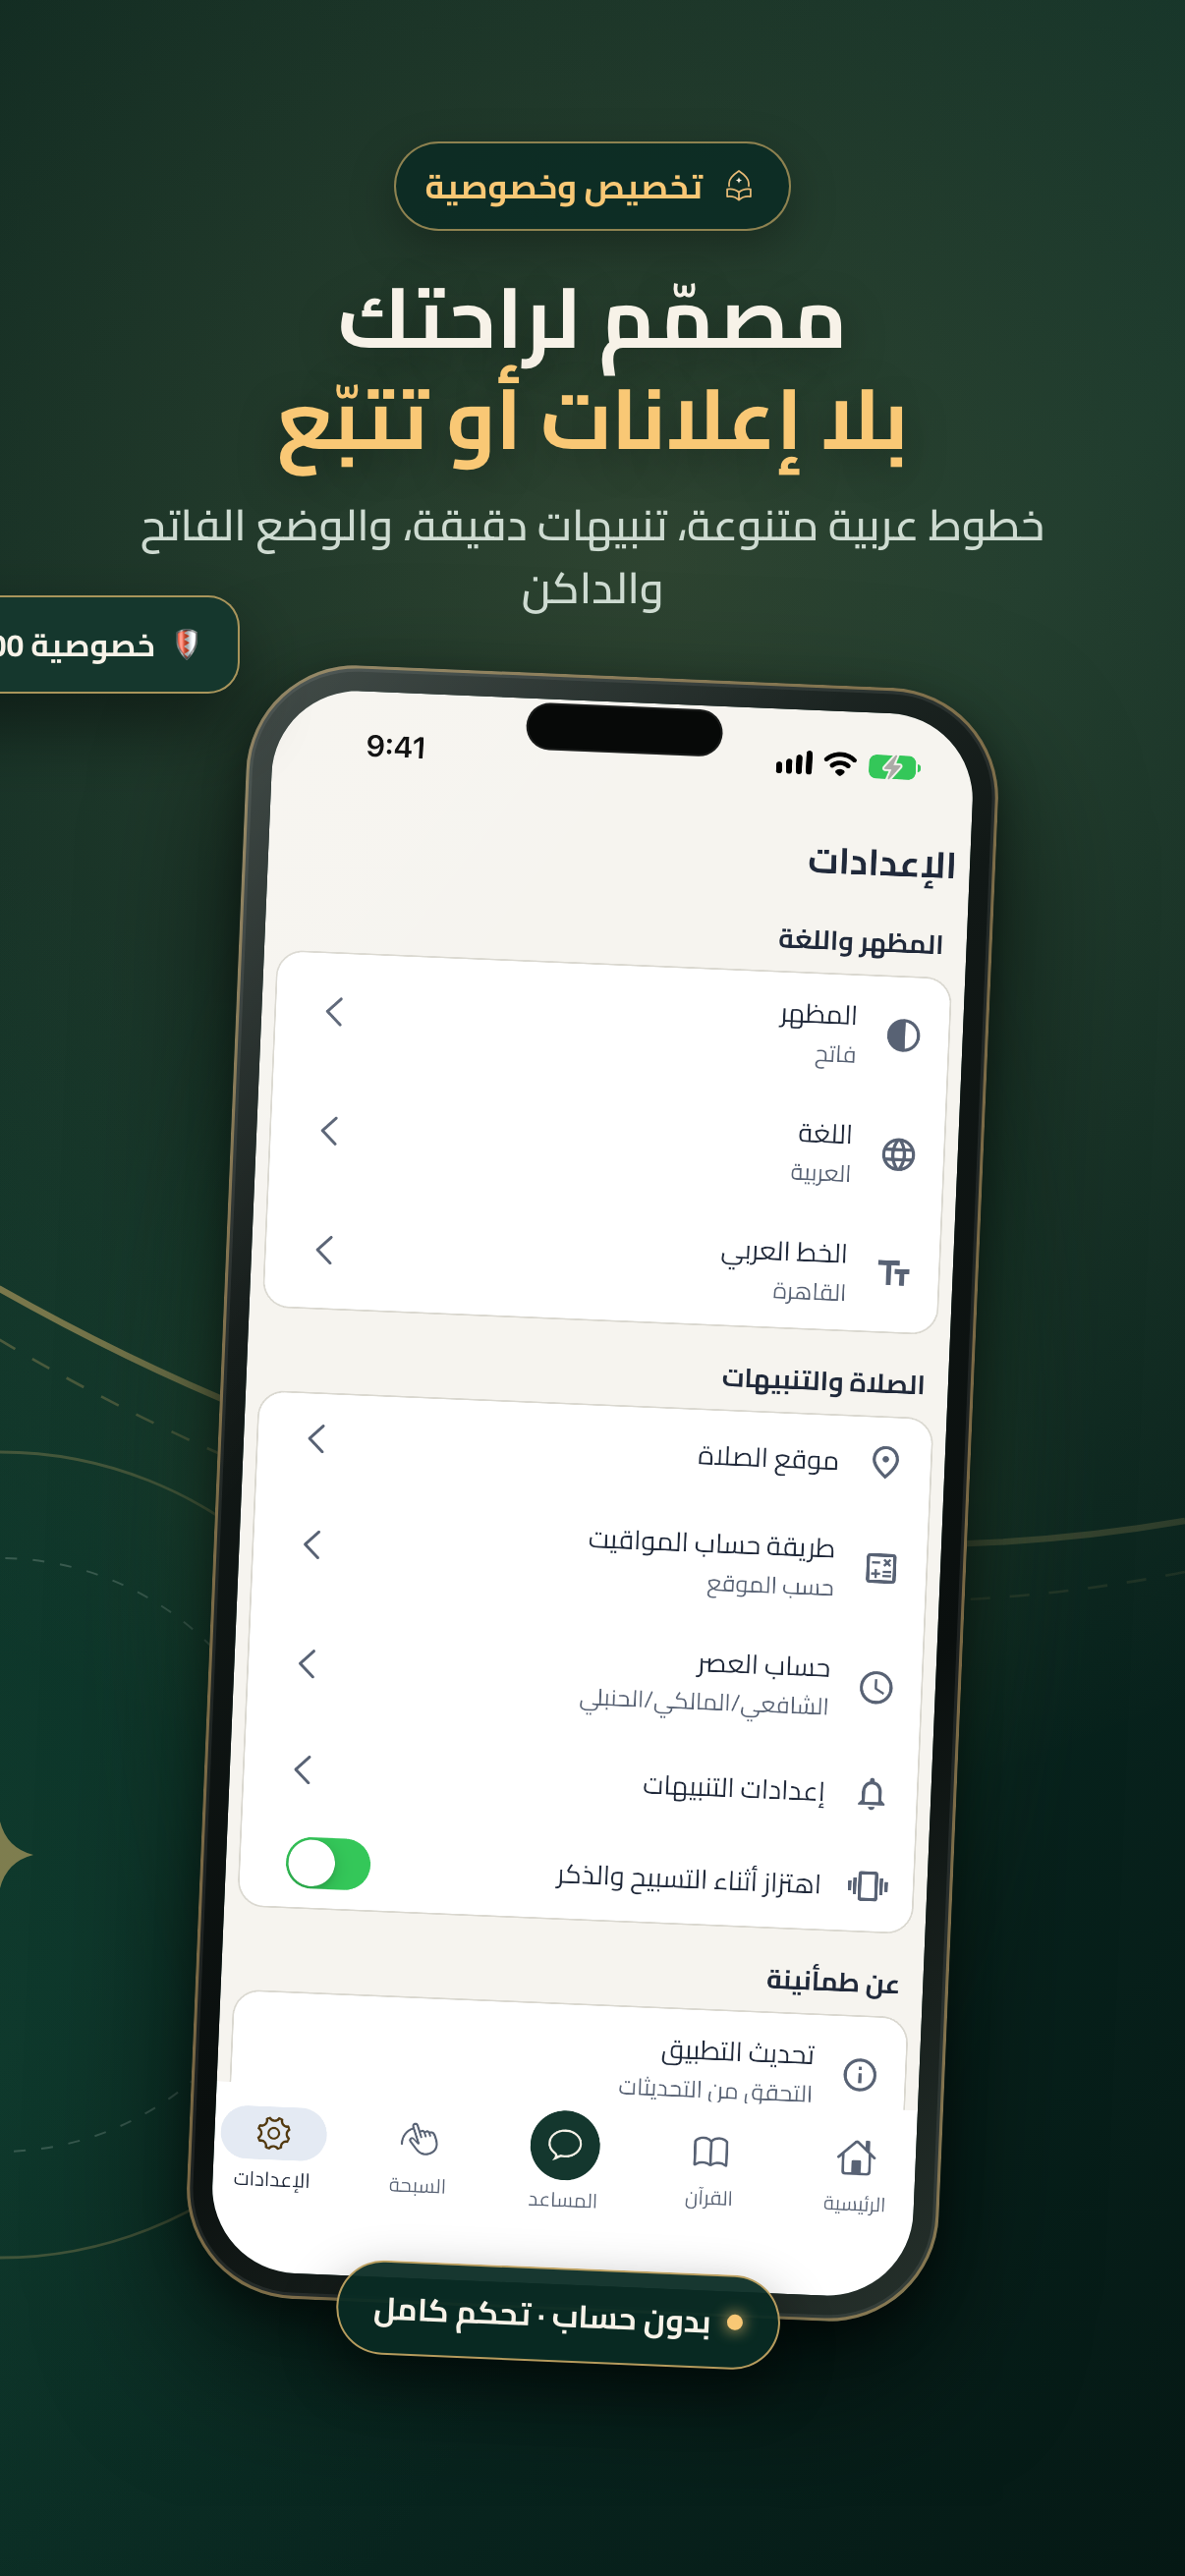 تخصيص وخصوصية
مصمّم لراحتك
بلا إعلانات أو تتبّع
خطوط عربية متنوعة، تنبيهات دقيقة، والوضع الفاتح
والداكن
خصوصية 00
9:41
الإعدادات
المظهر واللغة
المظهر
فاتح
اللغة
العربية
الخط العربي
القاهرة
الصلاة والتنبيهات
موقع الصلاة
طريقة حساب المواقيت
حسب الموقع
حساب العصر
الشافعي/المالكي/الحنبلي
إعدادات التنبيهات
اهتزاز أثناء التسبيح والذكر
عن طمأنينة
تحديث التطبيق
التحقق من التحديثات
الرئيسية
القرآن
المساعد
السبحة
الإعدادات
بدون حساب · تحكم كامل